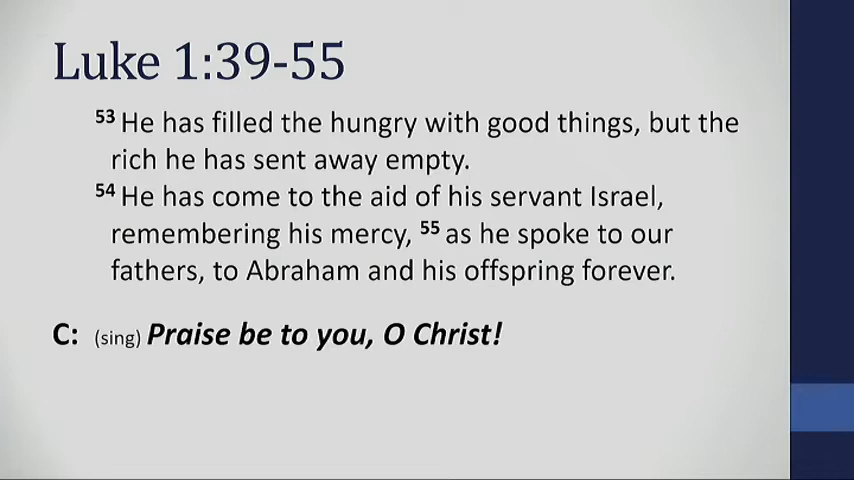 Luke 1:39-55
53 He has filled the hungry with good things, but the
rich he has sent away empty.
54 He has come to the aid of his servant Israel,
remembering his mercy, 55 as he spoke to our
fathers, to Abraham and his offspring forever.
C: (sing) Praise be to you, O Christ!